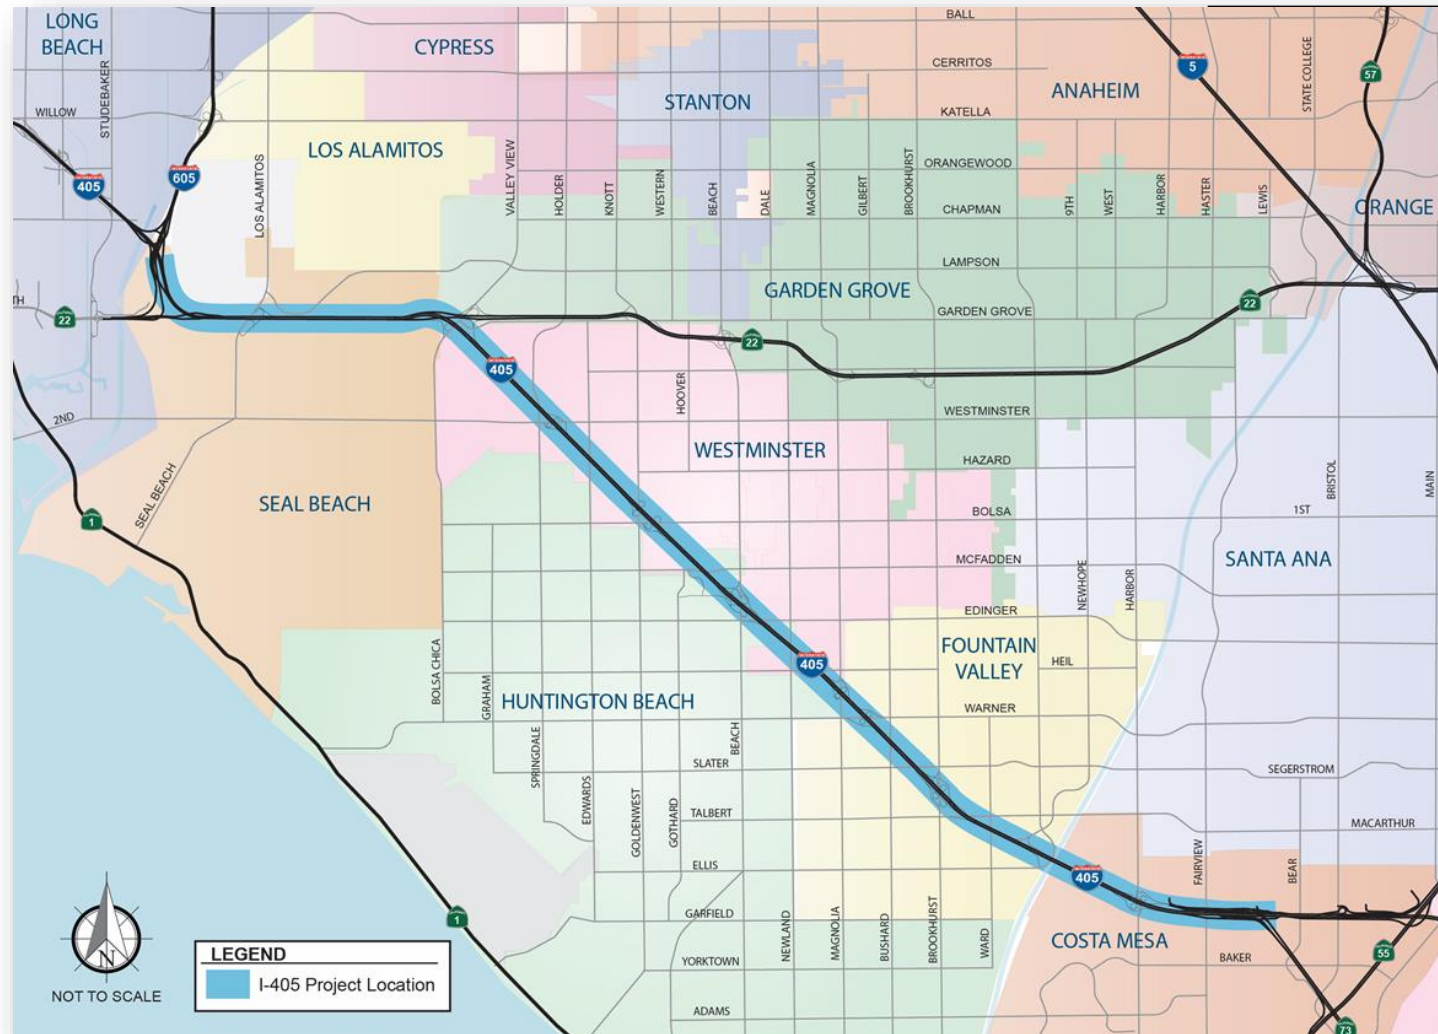 LONG
BEACH
CYPRESS
BALL
CERRITOS
STATE COLLEGE
5
57
STANTON
ANAHEIM
WILLOW
STUDEBAKER
KATELLA
LOS ALAMITOS
ORANGEWOOD
405
605
LOS ALAMITOS
VALLEY VIEW
HOLDER
KNOTT
WESTERN
BEACH
DALE
MAGNOLIA
GILBERT
BROOKHURST
CHAPMAN
9TH
WEST
HARBOR
HASTER
LEWIS
ORANGE
LAMPSON
GARDEN GROVE
TH
22
GARDEN GROVE
22
22
405
HOOVER
2ND
WESTMINSTER
WESTMINSTER
HAZARD
SEAL BEACH
SEAL BEACH
1
BOLSA
BRISTOL
MAIN
1ST
MCFADDEN
SANTA ANA
NEWHOPE
HARBOR
EDINGER
FOUNTAIN
VALLEY
HEIL
405
BOLSA CHICA
GRAHAM
HUNTINGTON BEACH
WARNER
SPRINGDALE
BEACH
SLATER
SEGERSTROM
EDWARDS
GOLDENWEST
GOTHARD
TALBERT
MACARTHUR
ELLIS
FAIRVIEW
BEAR
405
1
GARFIELD
NEWLAND
MAGNOLIA
BUSHARD
BROOKHURST
WARD
COSTA MESA
BAKER
55
YORKTOWN
ADAMS
73
N
NOT TO SCALE
LEGEND
I-405 Project Location